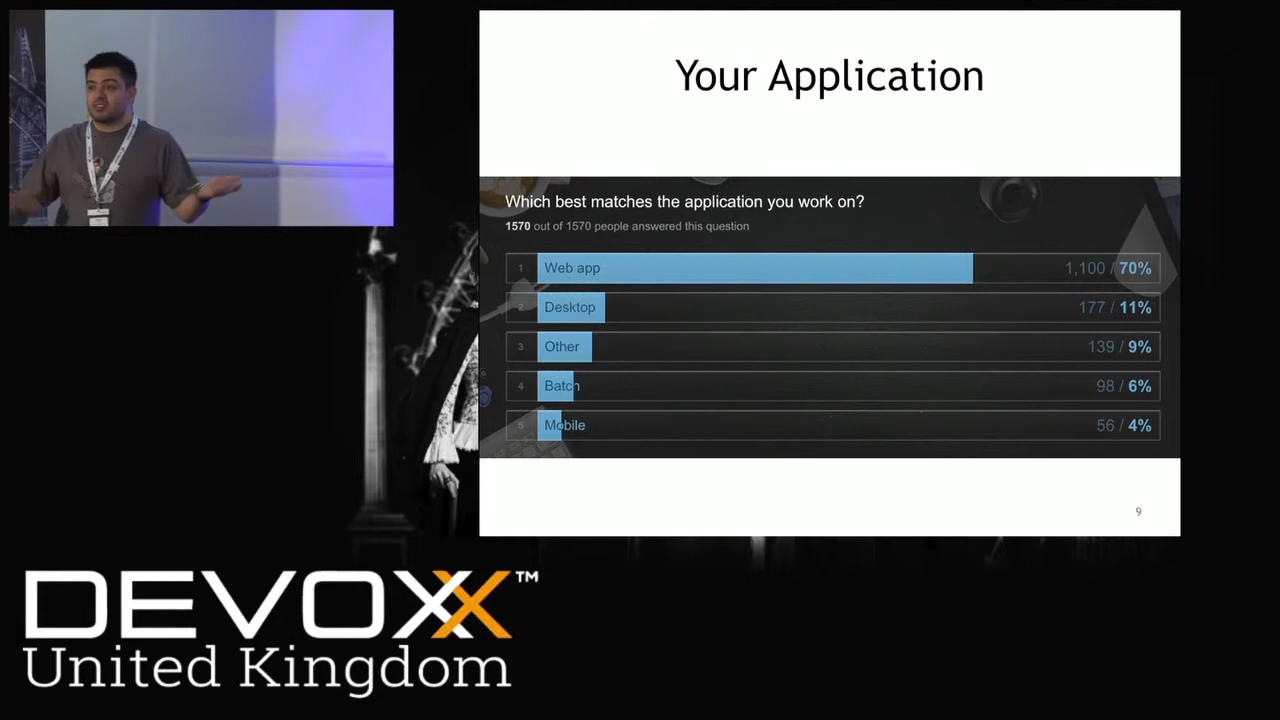 Your Application
Which best matches the application you work on?
1570 out of 1570 people answered this question
1 Web app 1,100 / 70%
2 Desktop 177 / 11%
3 Other 139 / 9%
4 Batch 98 / 6%
5 Mobile 56 / 4%
9
DEVOXX™
United Kingdom